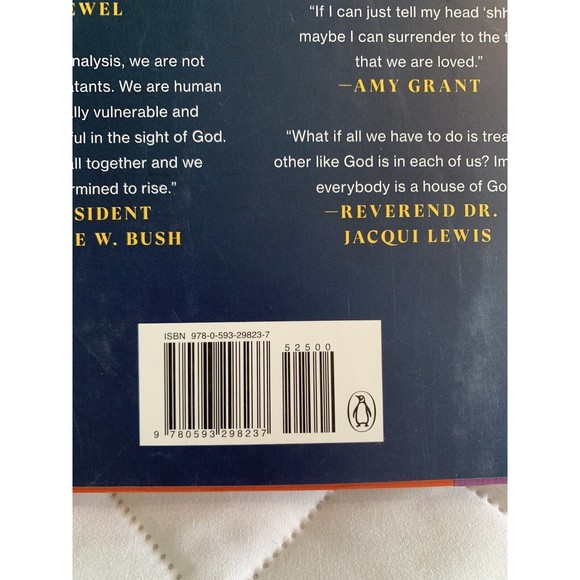 EWEL
nalysis, we are not
tants. We are human
lly vulnerable and
ful in the sight of God.
ll together and we
rmined to rise.”
SIDENT
E W. BUSH
“If I can just tell my head ‘shh
maybe I can surrender to the t
that we are loved.”
—AMY GRANT
“What if all we have to do is trea
other like God is in each of us? Im
everybody is a house of Go
—REVEREND DR.
JACQUI LEWIS
ISBN 978-0-593-29823-7
52500
9 780593 298237